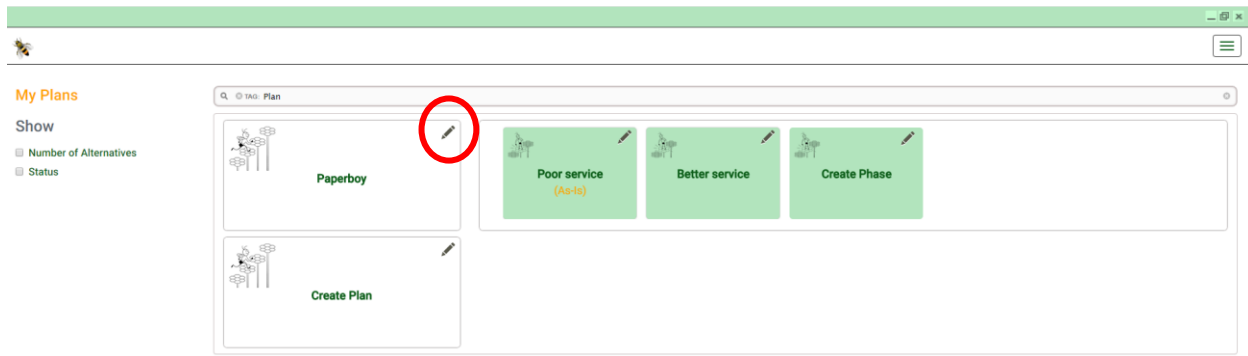 My Plans
TAG: Plan
Show
Number of Alternatives
Status
Paperboy
Poor service
(As-Is)
Better service
Create Phase
Create Plan